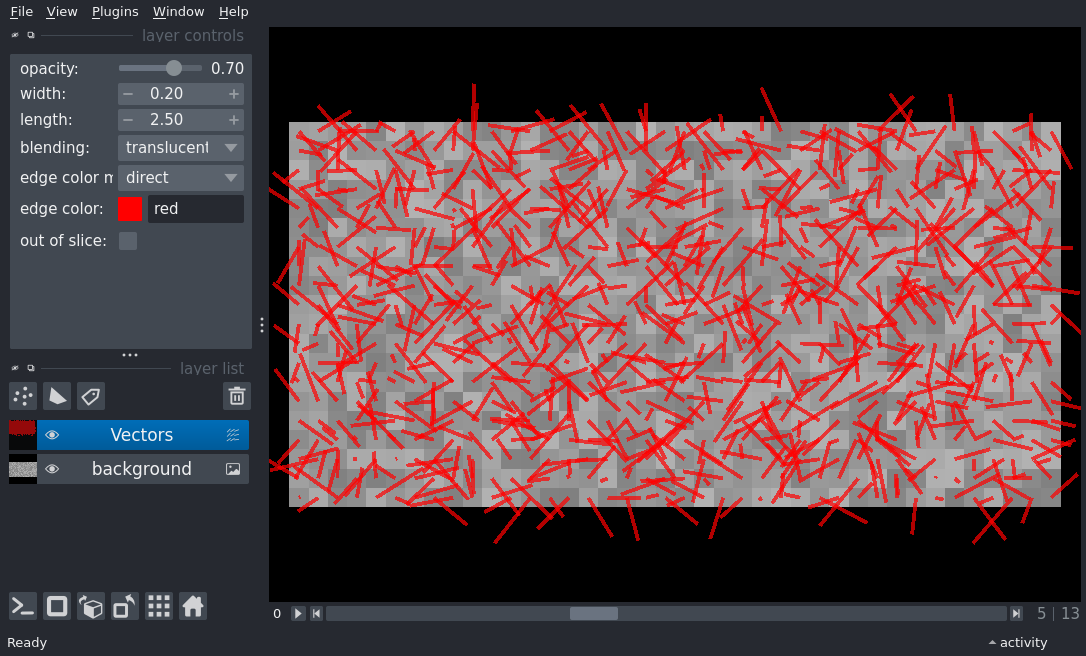 File View Plugins Window Help
layer controls
opacity: 0.70
width: 0.20
length: 2.50
blending: translucent
edge color m direct
edge color: red
out of slice:
layer list
Vectors
background
0 5 13
Ready activity